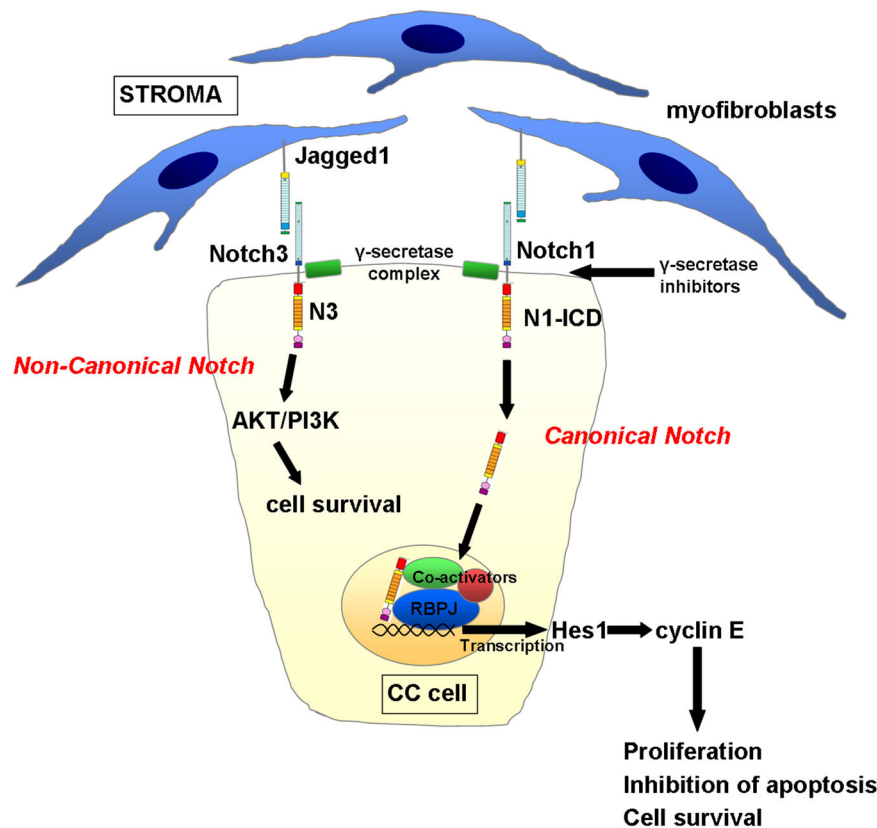 STROMA
myofibroblasts
Jagged1
Notch3
γ-secretase
complex
Notch1
γ-secretase
inhibitors
N3
N1-ICD
Non-Canonical Notch
AKT/PI3K
Canonical Notch
cell survival
Co-activators
RBPJ
Transcription
Hes1
cyclin E
CC cell
Proliferation
Inhibition of apoptosis
Cell survival